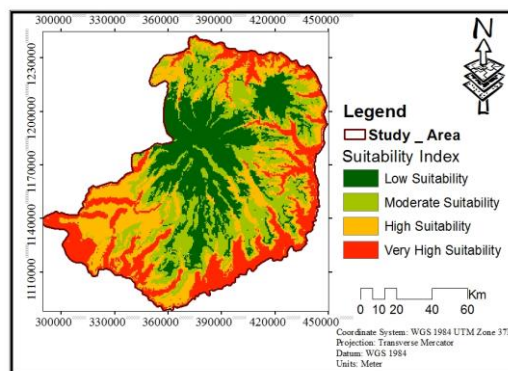 300000 330000 360000 390000 420000 450000
1230000
1200000
1170000
1140000
1110000
N
Legend
Study _ Area
Suitability Index
Low Suitability
Moderate Suitability
High Suitability
Very High Suitability
Km
0 10 20 40 60
300000 330000 360000 390000 420000 450000
Coordinate System: WGS 1984 UTM Zone 37
Projection: Transverse Mercator
Datum: WGS 1984
Units: Meter